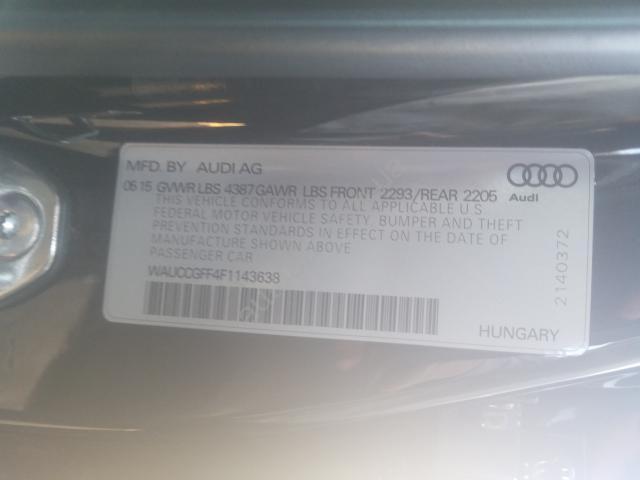 MFD. BY AUDI AG
0615 GVWR LBS 4387 GAWR LBS FRONT 2293/REAR 2205
Audi
THIS VEHICLE CONFORMS TO ALL APPLICABLE U S
FEDERAL MOTOR VEHICLE SAFETY, BUMPER AND THEFT
PREVENTION STANDARDS IN EFFECT ON THE DATE OF
MANUFACTURE SHOWN ABOVE
PASSENGER CAR
WAUCCGFF4F1143638
2140372
HUNGARY